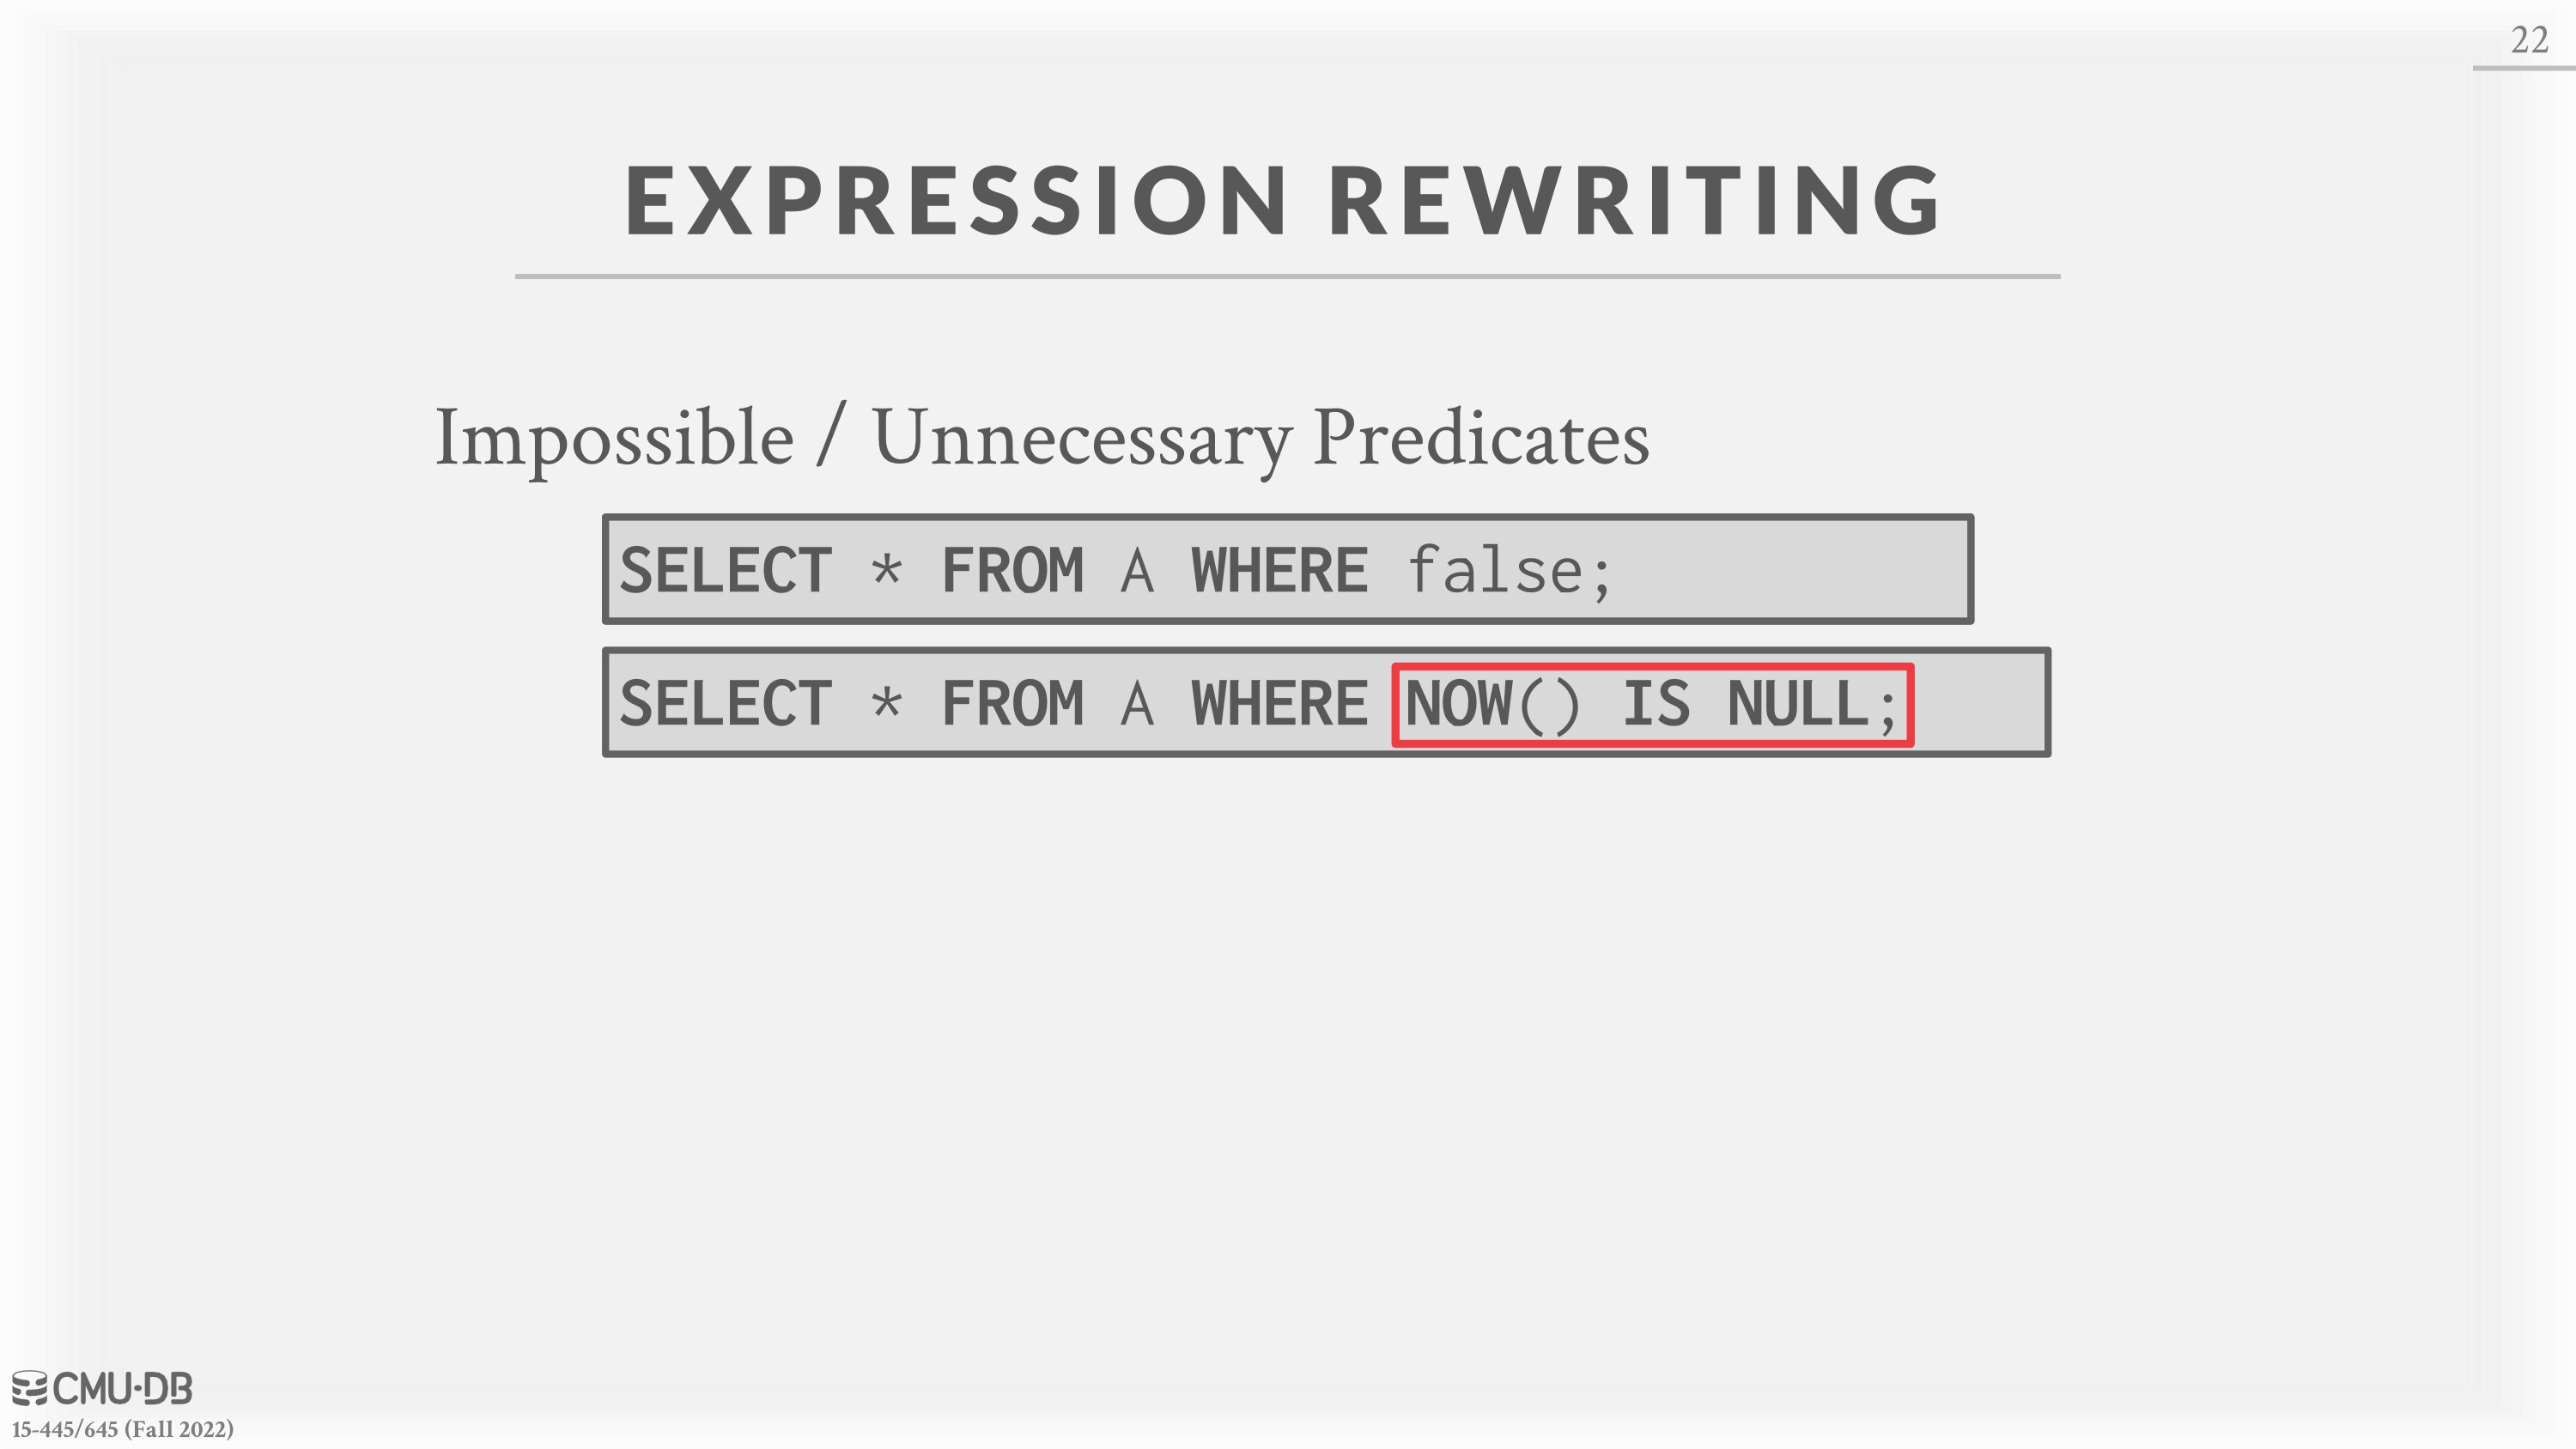 22
EXPRESSION REWRITING
Impossible / Unnecessary Predicates
SELECT * FROM A WHERE false;
SELECT * FROM A WHERE NOW() IS NULL;
CMU·DB
15-445/645 (Fall 2022)